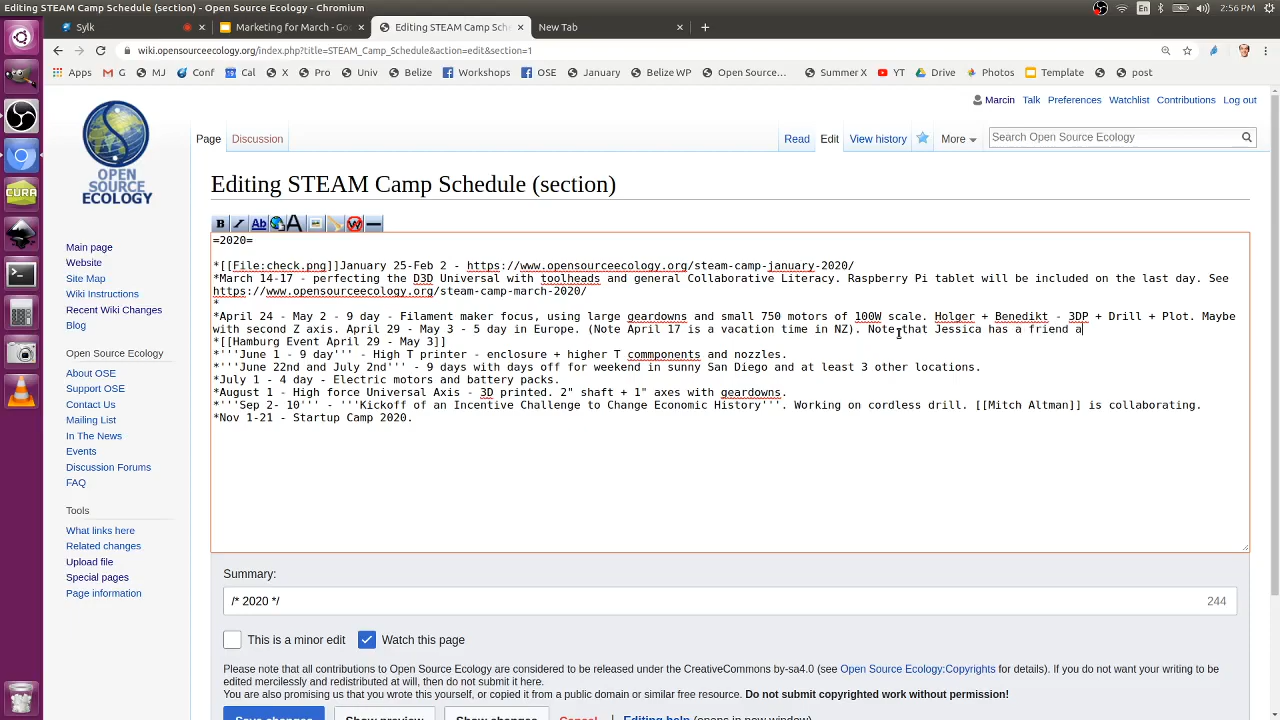 Editing STEAM Camp Schedule (section) - Open Source Ecology - Chromium
En
2:56 PM
Sylk
Marketing for March - Goo
Editing STEAM Camp Sch
New Tab
wiki.opensourceecology.org/index.php?title=STEAM_Camp_Schedule&action=edit&section=1
Apps
M G
MJ
Conf
Cal
X
Pro
Univ
Belize
Workshops
OSE
January
Belize WP
Open Source...
Summer X
YT
Drive
Photos
Template
post
Marcin
Talk
Preferences
Watchlist
Contributions
Log out
Page
Discussion
Read
Edit
View history
More
Search Open Source Ecology
OPEN
SOURCE
ECOLOGY
Editing STEAM Camp Schedule (section)
B I Ab A
=2020=
*[[File:check.png]]January 25-Feb 2 - https://www.opensourceecology.org/steam-camp-january-2020/
*March 14-17 - perfecting the D3D Universal with toolheads and general Collaborative Literacy. Raspberry Pi tablet will be included on the last day. See
https://www.opensourceecology.org/steam-camp-march-2020/
*
*April 24 - May 2 - 9 day - Filament maker focus, using large geardowns and small 750 motors of 100W scale. Holger + Benedikt - 3DP + Drill + Plot. Maybe
with second Z axis. April 29 - May 3 - 5 day in Europe. (Note April 17 is a vacation time in NZ). Note that Jessica has a friend a
*[[Hamburg Event April 29 - May 3]]
*'''June 1 - 9 day''' - High T printer - enclosure + higher T commponents and nozzles.
*'''June 22nd and July 2nd''' - 9 days with days off for weekend in sunny San Diego and at least 3 other locations.
*July 1 - 4 day - Electric motors and battery packs.
*August 1 - High force Universal Axis - 3D printed. 2" shaft + 1" axes with geardowns.
*'''Sep 2- 10''' - '''Kickoff of an Incentive Challenge to Change Economic History'''. Working on cordless drill. [[Mitch Altman]] is collaborating.
*Nov 1-21 - Startup Camp 2020.
Main page
Website
Site Map
Wiki Instructions
Recent Wiki Changes
Blog
Open Source Ecology
About OSE
Support OSE
Contact Us
Mailing List
In The News
Events
Discussion Forums
FAQ
Tools
What links here
Related changes
Upload file
Special pages
Page information
CURA
Summary:
/* 2020 */
244
This is a minor edit
Watch this page
Please note that all contributions to Open Source Ecology are considered to be released under the CreativeCommons by-sa4.0 (see Open Source Ecology:Copyrights for details). If you do not want your writing to be
edited mercilessly and redistributed at will, then do not submit it here.
You are also promising us that you wrote this yourself, or copied it from a public domain or similar free resource. Do not submit copyrighted work without permission!
Save changes
Show preview
Show changes
Cancel
Editing help (opens in new window)